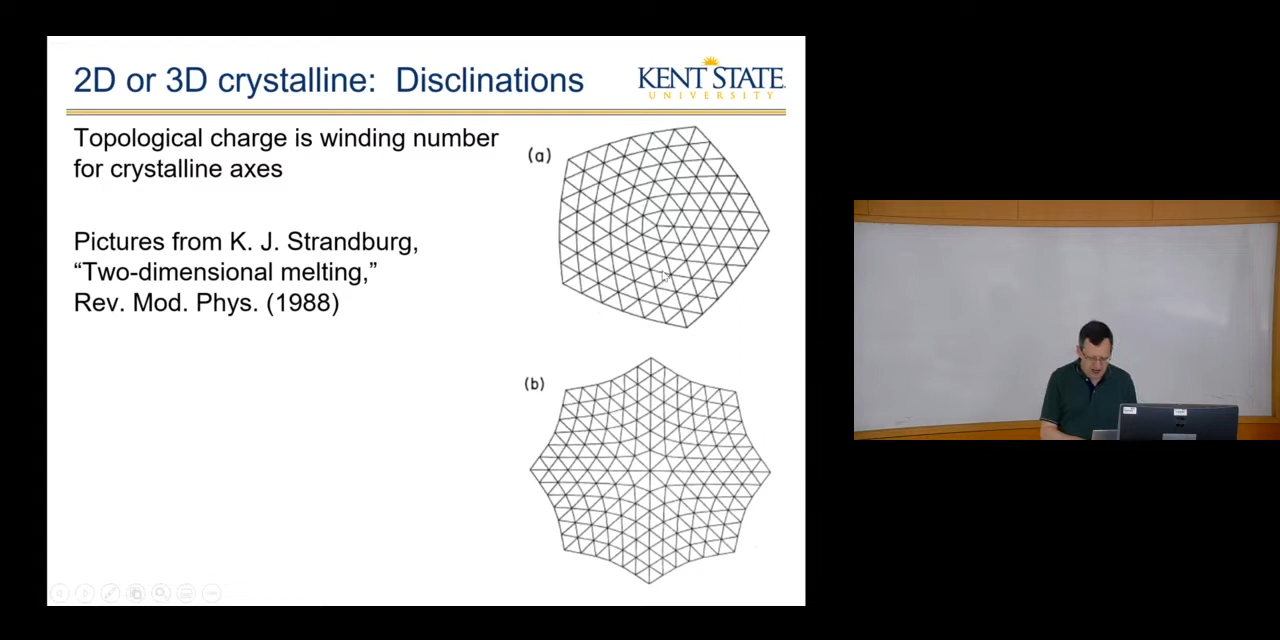 2D or 3D crystalline: Disclinations
KENT STATE
UNIVERSITY
Topological charge is winding number
for crystalline axes
Pictures from K. J. Strandburg,
“Two-dimensional melting,”
Rev. Mod. Phys. (1988)
(a)
(b)